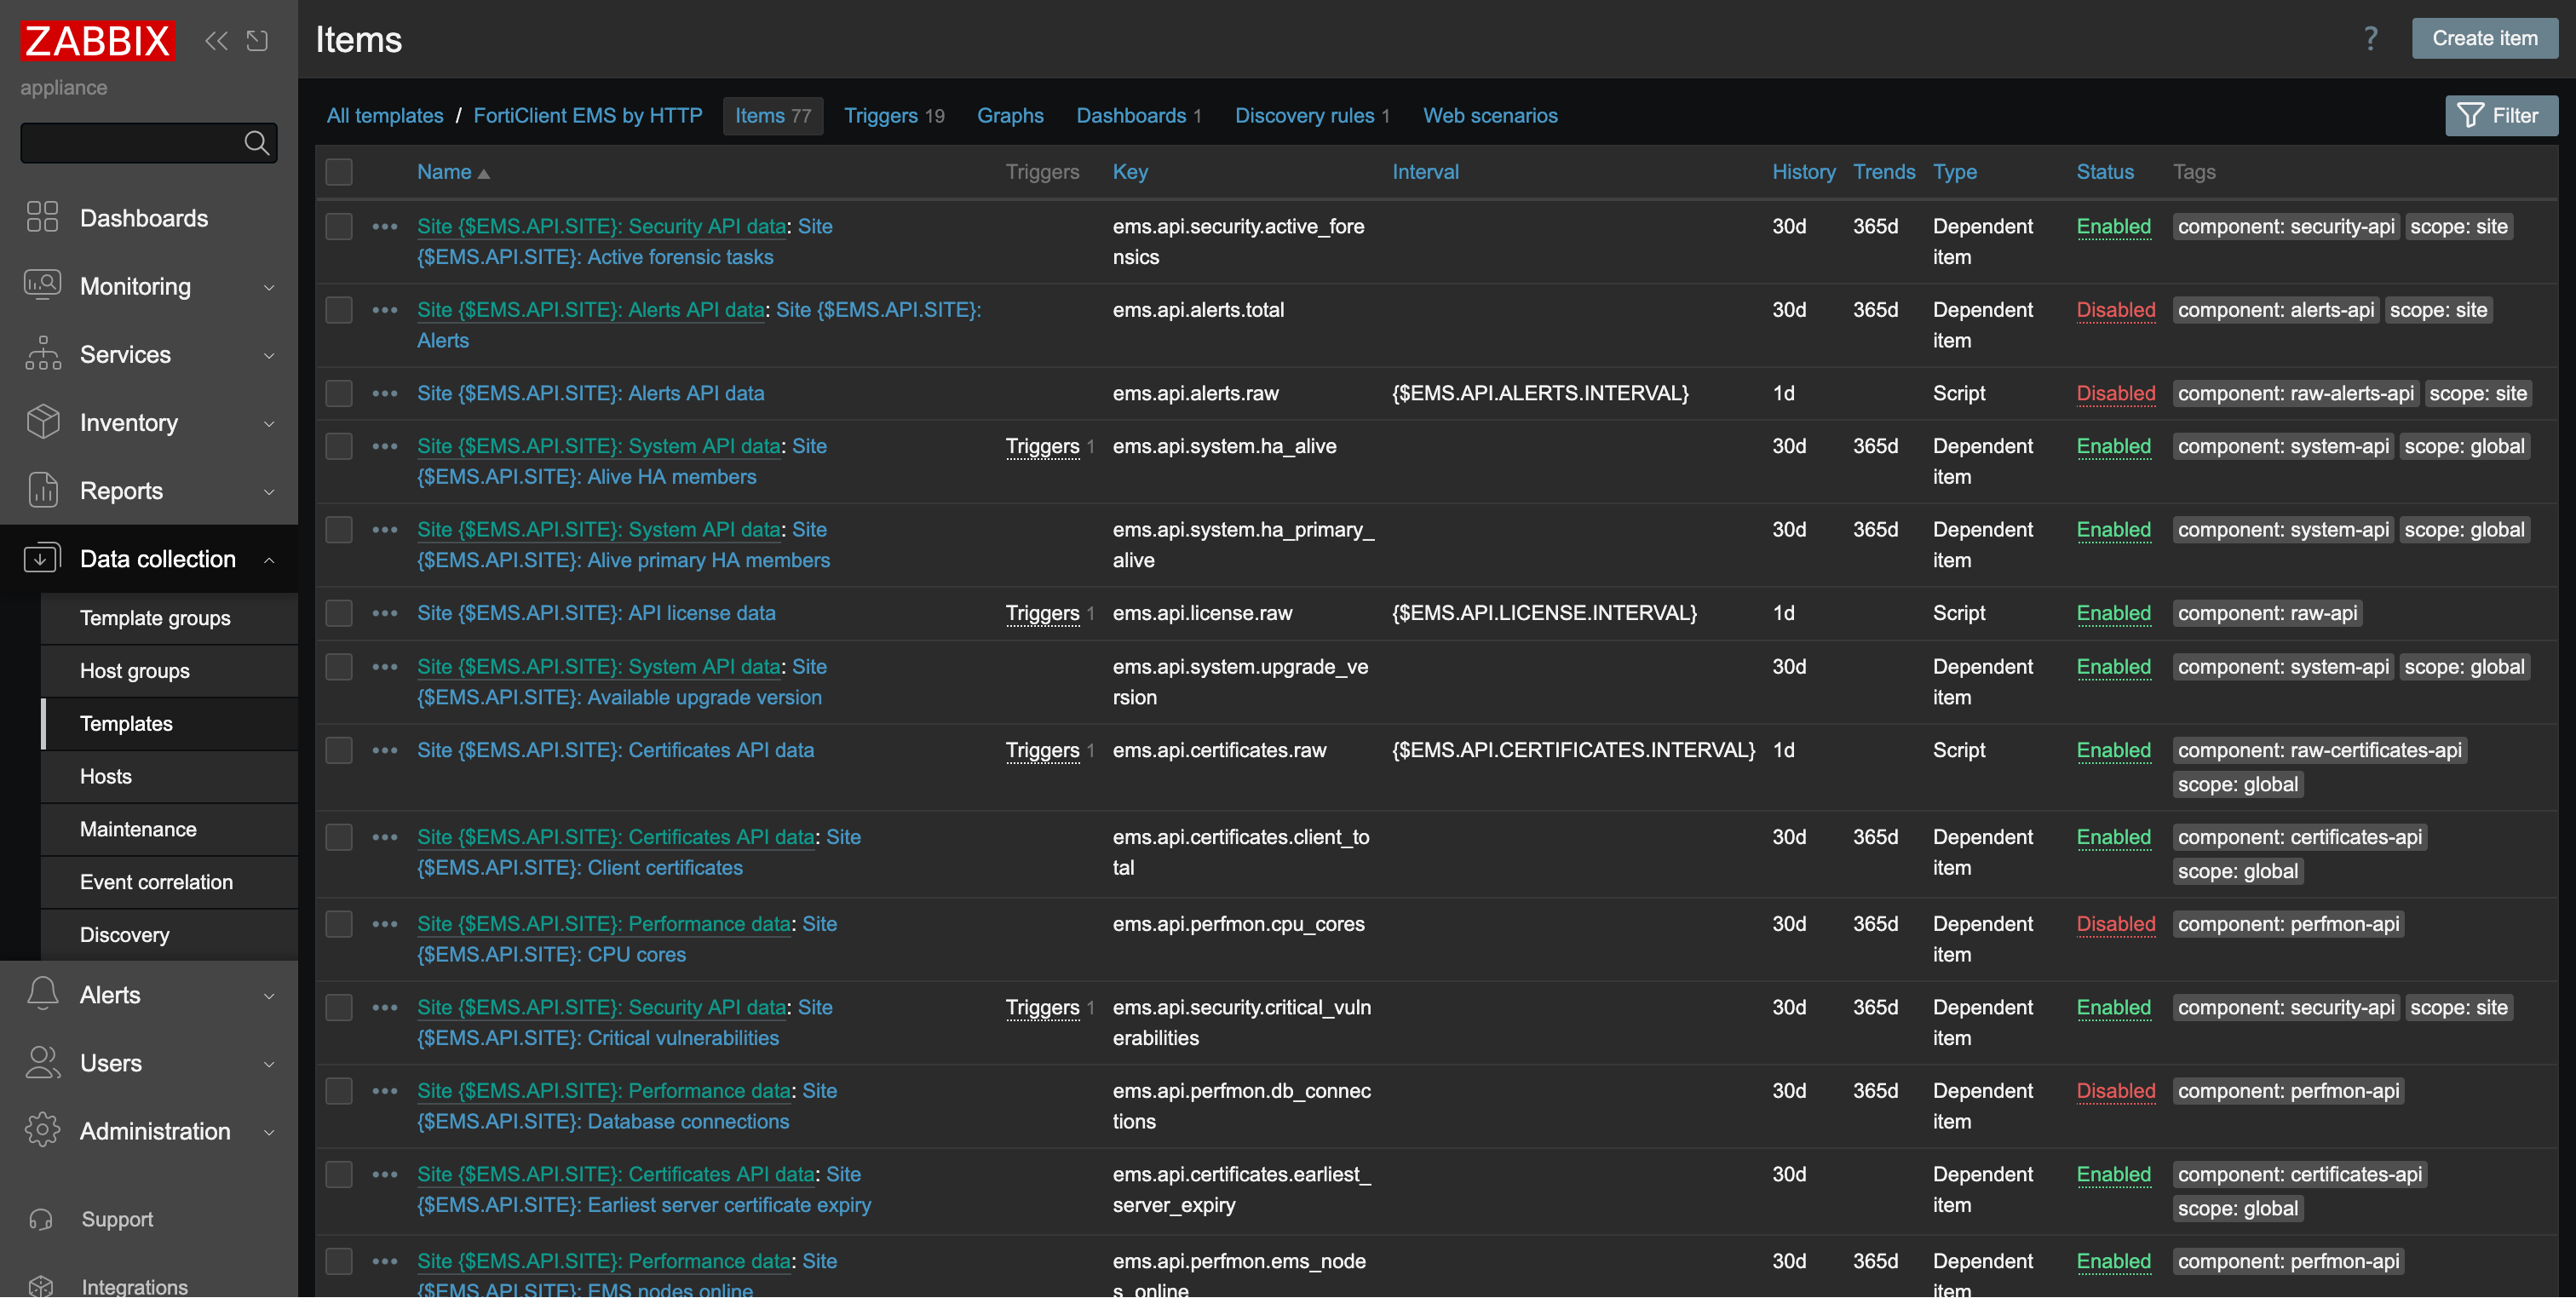 ZABBIX
appliance
Dashboards
Monitoring
Services
Inventory
Reports
Data collection
Template groups
Host groups
Templates
Hosts
Maintenance
Event correlation
Discovery
Alerts
Users
Administration
Support
Integrations
Items
? Create item
All templates / FortiClient EMS by HTTP Items 77 Triggers 19 Graphs Dashboards 1 Discovery rules 1 Web scenarios Filter
Name Triggers Key Interval History Trends Type Status Tags
Site {$EMS.API.SITE}: Security API data: Site ems.api.security.active_fore 30d 365d Dependent Enabled component: security-api scope: site
{$EMS.API.SITE}: Active forensic tasks nsics item
Site {$EMS.API.SITE}: Alerts API data: Site {$EMS.API.SITE}: ems.api.alerts.total 30d 365d Dependent Disabled component: alerts-api scope: site
Alerts item
Site {$EMS.API.SITE}: Alerts API data ems.api.alerts.raw {$EMS.API.ALERTS.INTERVAL} 1d Script Disabled component: raw-alerts-api scope: site
Site {$EMS.API.SITE}: System API data: Site Triggers 1 ems.api.system.ha_alive 30d 365d Dependent Enabled component: system-api scope: global
{$EMS.API.SITE}: Alive HA members item
Site {$EMS.API.SITE}: System API data: Site ems.api.system.ha_primary_ 30d 365d Dependent Enabled component: system-api scope: global
{$EMS.API.SITE}: Alive primary HA members alive item
Site {$EMS.API.SITE}: API license data Triggers 1 ems.api.license.raw {$EMS.API.LICENSE.INTERVAL} 1d Script Enabled component: raw-api
Site {$EMS.API.SITE}: System API data: Site ems.api.system.upgrade_ve 30d Dependent Enabled component: system-api scope: global
{$EMS.API.SITE}: Available upgrade version rsion item
Site {$EMS.API.SITE}: Certificates API data Triggers 1 ems.api.certificates.raw {$EMS.API.CERTIFICATES.INTERVAL} 1d Script Enabled component: raw-certificates-api
scope: global
Site {$EMS.API.SITE}: Certificates API data: Site ems.api.certificates.client_to 30d 365d Dependent Enabled component: certificates-api
{$EMS.API.SITE}: Client certificates tal item scope: global
Site {$EMS.API.SITE}: Performance data: Site ems.api.perfmon.cpu_cores 30d 365d Dependent Disabled component: perfmon-api
{$EMS.API.SITE}: CPU cores item
Site {$EMS.API.SITE}: Security API data: Site Triggers 1 ems.api.security.critical_vuln 30d 365d Dependent Enabled component: security-api scope: site
{$EMS.API.SITE}: Critical vulnerabilities erabilities item
Site {$EMS.API.SITE}: Performance data: Site ems.api.perfmon.db_connec 30d 365d Dependent Disabled component: perfmon-api
{$EMS.API.SITE}: Database connections tions item
Site {$EMS.API.SITE}: Certificates API data: Site ems.api.certificates.earliest_ 30d Dependent Enabled component: certificates-api
{$EMS.API.SITE}: Earliest server certificate expiry server_expiry item scope: global
Site {$EMS.API.SITE}: Performance data: Site ems.api.perfmon.ems_node 30d 365d Dependent Enabled component: perfmon-api
{$EMS.API.SITE}: EMS nodes online s_online item